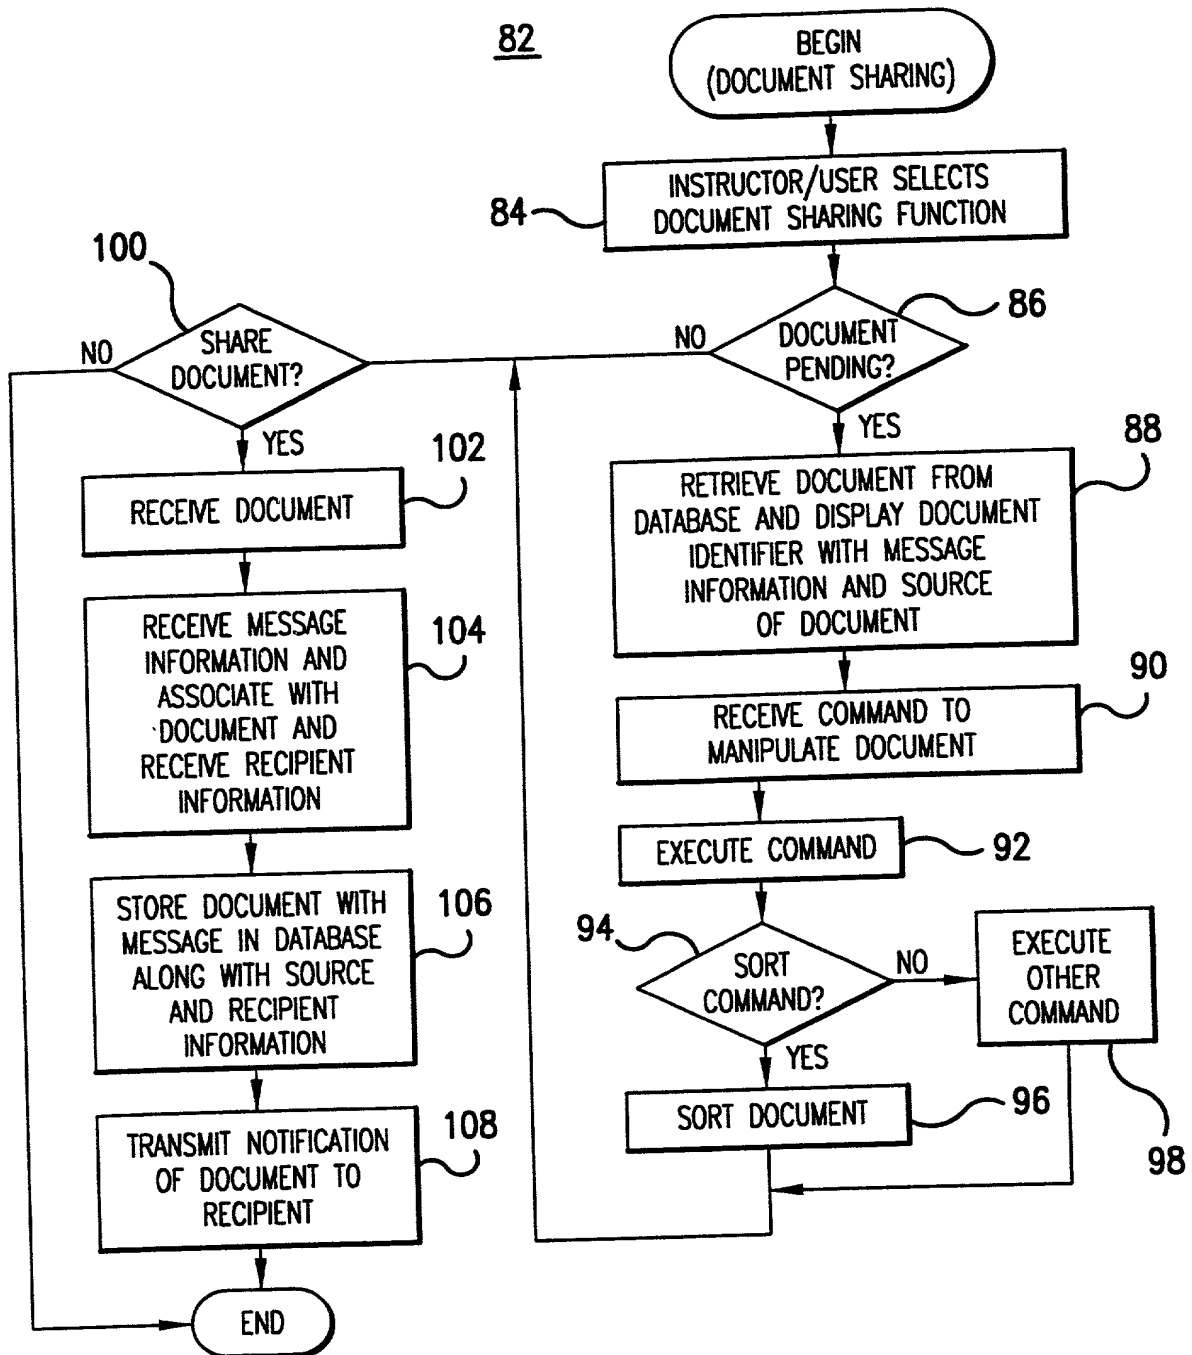 82
BEGIN
(DOCUMENT SHARING)
84
INSTRUCTOR/USER SELECTS
DOCUMENT SHARING FUNCTION
86
DOCUMENT
PENDING?
NO
YES
88
RETRIEVE DOCUMENT FROM
DATABASE AND DISPLAY DOCUMENT
IDENTIFIER WITH MESSAGE
INFORMATION AND SOURCE
OF DOCUMENT
90
RECEIVE COMMAND TO
MANIPULATE DOCUMENT
EXECUTE COMMAND
92
94
SORT
COMMAND?
NO
EXECUTE
OTHER
COMMAND
98
YES
SORT DOCUMENT
96
100
SHARE
DOCUMENT?
NO
YES
102
RECEIVE DOCUMENT
104
RECEIVE MESSAGE
INFORMATION AND
ASSOCIATE WITH
DOCUMENT AND
RECEIVE RECIPIENT
INFORMATION
106
STORE DOCUMENT WITH
MESSAGE IN DATABASE
ALONG WITH SOURCE
AND RECIPIENT
INFORMATION
108
TRANSMIT NOTIFICATION
OF DOCUMENT TO
RECIPIENT
END